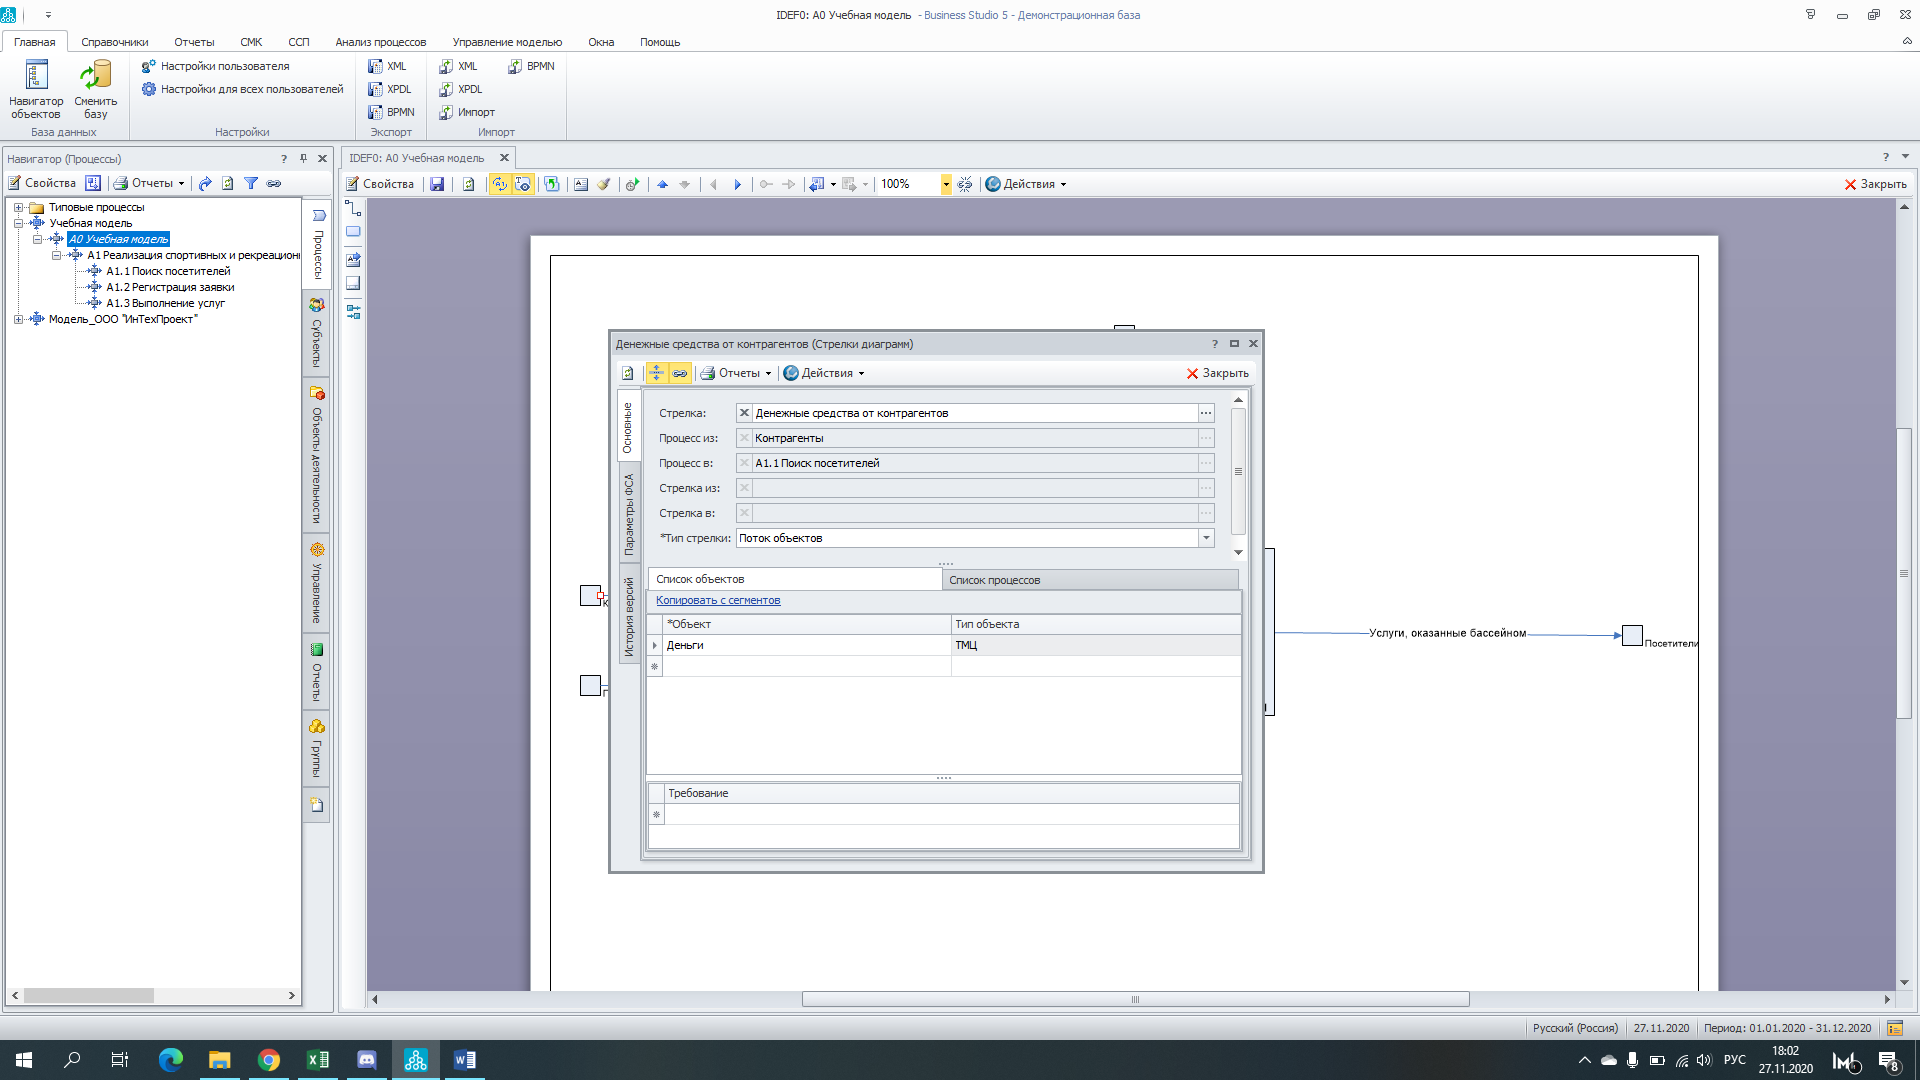 IDEF0: A0 Учебная модель - Business Studio 5 - Демонстрационная база
Главная Справочники Отчеты СМК ССП Анализ процессов Управление моделью Окна Помощь
Навигатор объектов
Сменить базу
База данных
Настройки пользователя
Настройки для всех пользователей
Настройки
XML
XPDL
BPMN
Экспорт
XML BPMN
XPDL
Импорт
Импорт
Навигатор (Процессы)
Свойства Отчеты
Типовые процессы
Учебная модель
A0 Учебная модель
A1 Реализация спортивных и рекреацион
A1.1 Поиск посетителей
A1.2 Регистрация заявки
A1.3 Выполнение услуг
Модель_ООО "ИнТехПроект"
Процессы
Субъекты
Объекты деятельности
Управление
Отчеты
Группы
IDEF0: A0 Учебная модель
Свойства 100% Действия Закрыть
Денежные средства от контрагентов (Стрелки диаграмм)
Отчеты Действия Закрыть
Основные
Параметры ФСА
История версий
Стрелка: Денежные средства от контрагентов
Процесс из: Контрагенты
Процесс в: A1.1 Поиск посетителей
Стрелка из:
Стрелка в:
*Тип стрелки: Поток объектов
Список объектов Список процессов
Копировать с сегментов
*Объект Тип объекта
Деньги ТМЦ
Требование
Услуги, оказанные бассейном
Посетители
Русский (Россия) 27.11.2020 Период: 01.01.2020 - 31.12.2020
РУС
18:02
27.11.2020
8